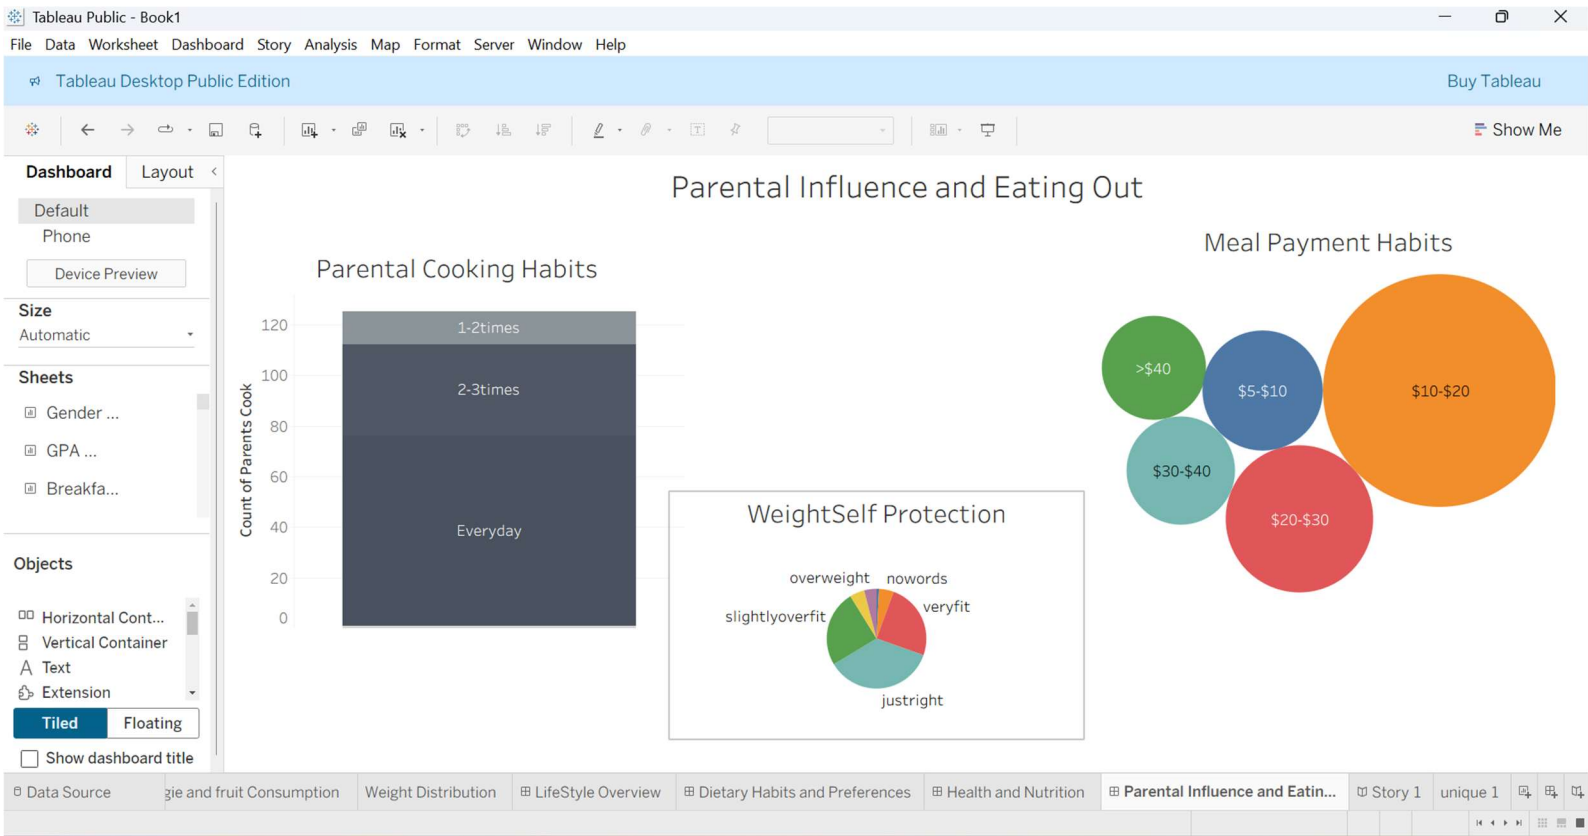 Tableau Public - Book1
File Data Worksheet Dashboard Story Analysis Map Format Server Window Help
Tableau Desktop Public Edition
Buy Tableau
Show Me
Dashboard Layout
Default
Phone
Device Preview
Size
Automatic
Sheets
Gender ...
GPA ...
Breakfa...
Objects
Horizontal Cont...
Vertical Container
A Text
Extension
Tiled Floating
Show dashboard title
Parental Influence and Eating Out
Parental Cooking Habits
Count of Parents Cook
120
100
80
60
40
20
0
1-2times
2-3times
Everyday
WeightSelf Protection
overweight nowords
veryfit
slightlyoverfit
justright
Meal Payment Habits
>$40
$5-$10
$10-$20
$30-$40
$20-$30
Data Source gie and fruit Consumption Weight Distribution LifeStyle Overview Dietary Habits and Preferences Health and Nutrition Parental Influence and Eatin... Story 1 unique 1